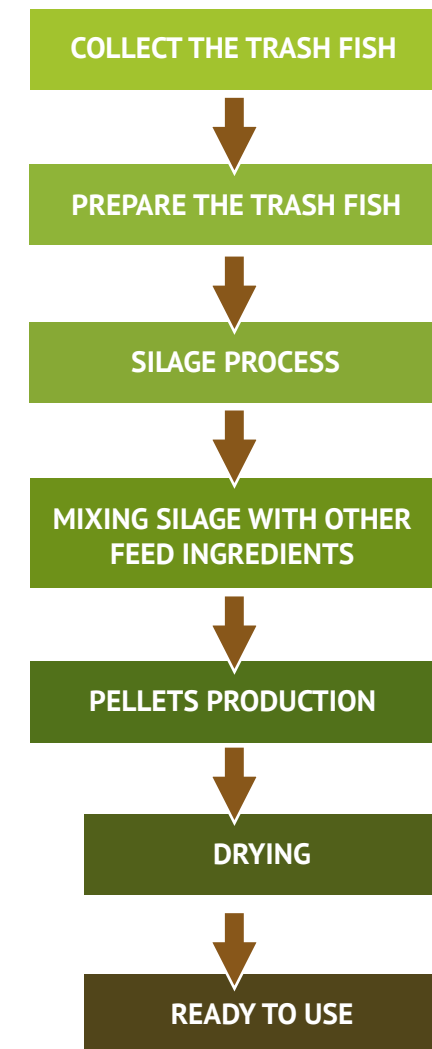 COLLECT THE TRASH FISH
PREPARE THE TRASH FISH
SILAGE PROCESS
MIXING SILAGE WITH OTHER
FEED INGREDIENTS
PELLETS PRODUCTION
DRYING
READY TO USE